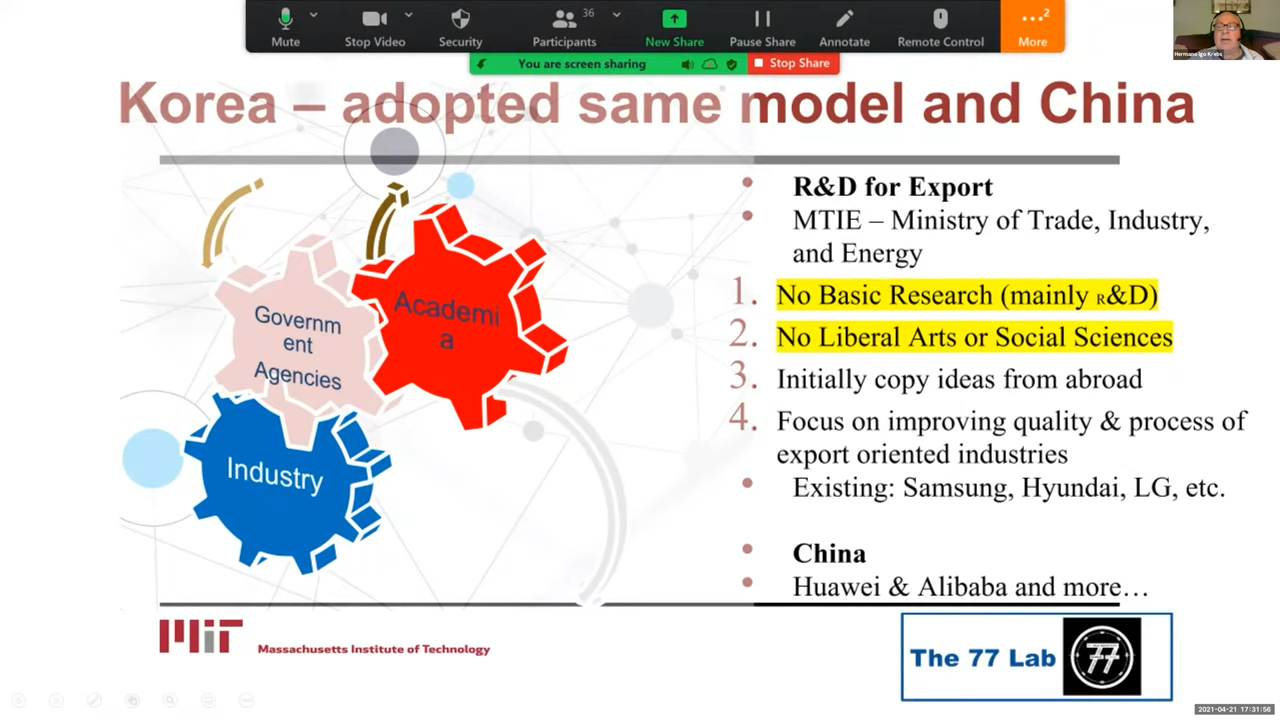 36
2
Mute
Stop Video
Security
Participants
New Share
Pause Share
Annotate
Remote Control
More
You are screen sharing
Stop Share
Hermano Igo Krebs
Korea – adopted same model and China
Governm
ent
Agencies
Academi
a
Industry
• R&D for Export
• MTIE – Ministry of Trade, Industry,
and Energy
1. No Basic Research (mainly R&D)
2. No Liberal Arts or Social Sciences
3. Initially copy ideas from abroad
4. Focus on improving quality & process of
export oriented industries
• Existing: Samsung, Hyundai, LG, etc.
• China
• Huawei & Alibaba and more…
MIT
Massachusetts Institute of Technology
The 77 Lab
77
2021-04-21 17:31:56